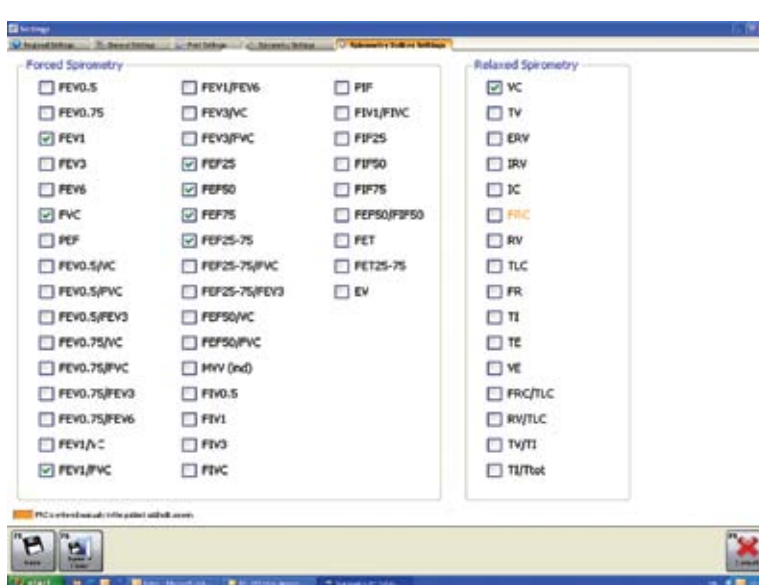 Settings
Forced Spirometry
FEV0.5
FEV0.75
FEV1
FEV3
FEV6
FVC
PEF
FEV0.5/VC
FEV0.5/FVC
FEV0.5/FEV3
FEV0.75/VC
FEV0.75/FVC
FEV0.75/FEV3
FEV0.75/FEV6
FEV1/VC
FEV1/FVC
FEV1/FEV6
FEV3/VC
FEV3/FVC
FEF25
FEF50
FEF75
FEF25-75
FEF25-75/FVC
FEF25-75/FEV3
FEF50/VC
FEF50/FVC
MVV (ind)
FIV0.5
FIV1
FIV3
FIVC
PIF
FIV1/FIVC
FIF25
FIF50
FIF75
FEF50/FIF50
FET
FET25-75
EV
Relaxed Spirometry
VC
TV
ERV
IRV
IC
FRC
RV
TLC
FR
TI
TE
VE
FRC/TLC
RV/TLC
TV/TI
TI/Ttot
start